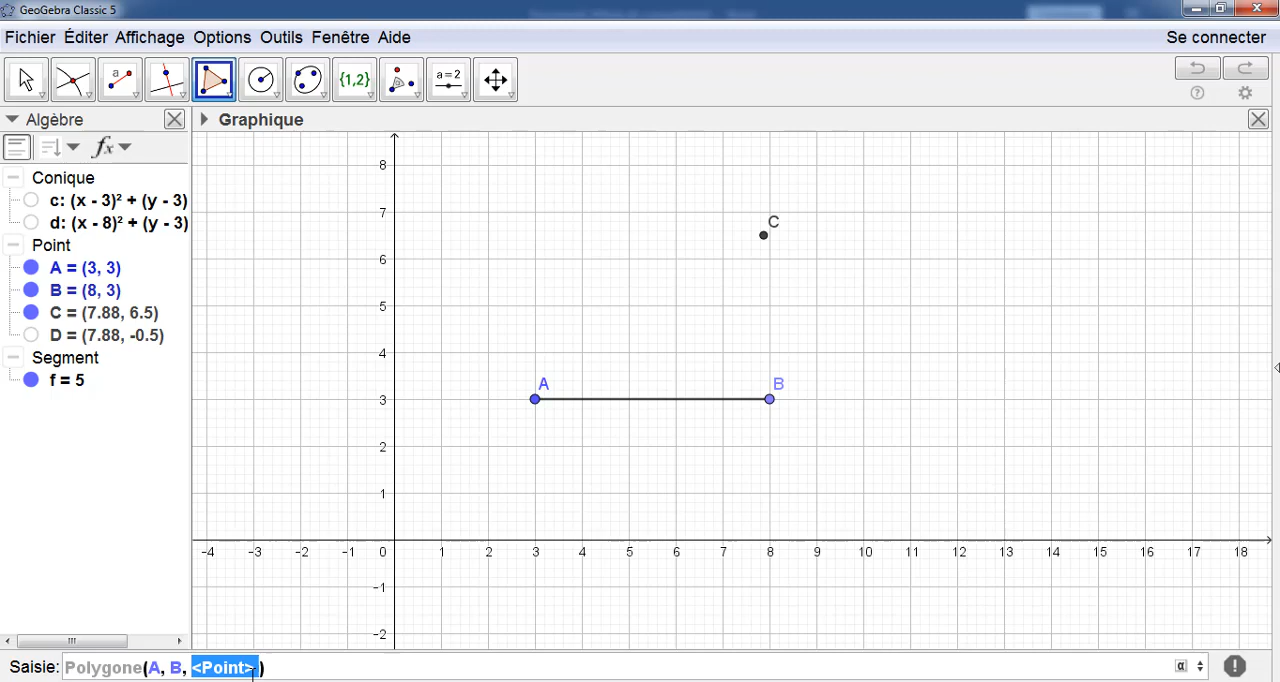 GeoGebra Classic 5
Fichier Éditer Affichage Options Outils Fenêtre Aide Se connecter
a {1,2} α a = 2
Algèbre Graphique
fx
Conique
c: (x - 3)² + (y - 3)
d: (x - 8)² + (y - 3)
Point
A = (3, 3)
B = (8, 3)
C = (7.88, 6.5)
D = (7.88, -0.5)
Segment
f = 5
8
7
C
6
5
4
A B
3
2
1
-4 -3 -2 -1 0 1 2 3 4 5 6 7 8 9 10 11 12 13 14 15 16 17 18
-1
-2
Saisie: Polygone(A, B, <Point>) α